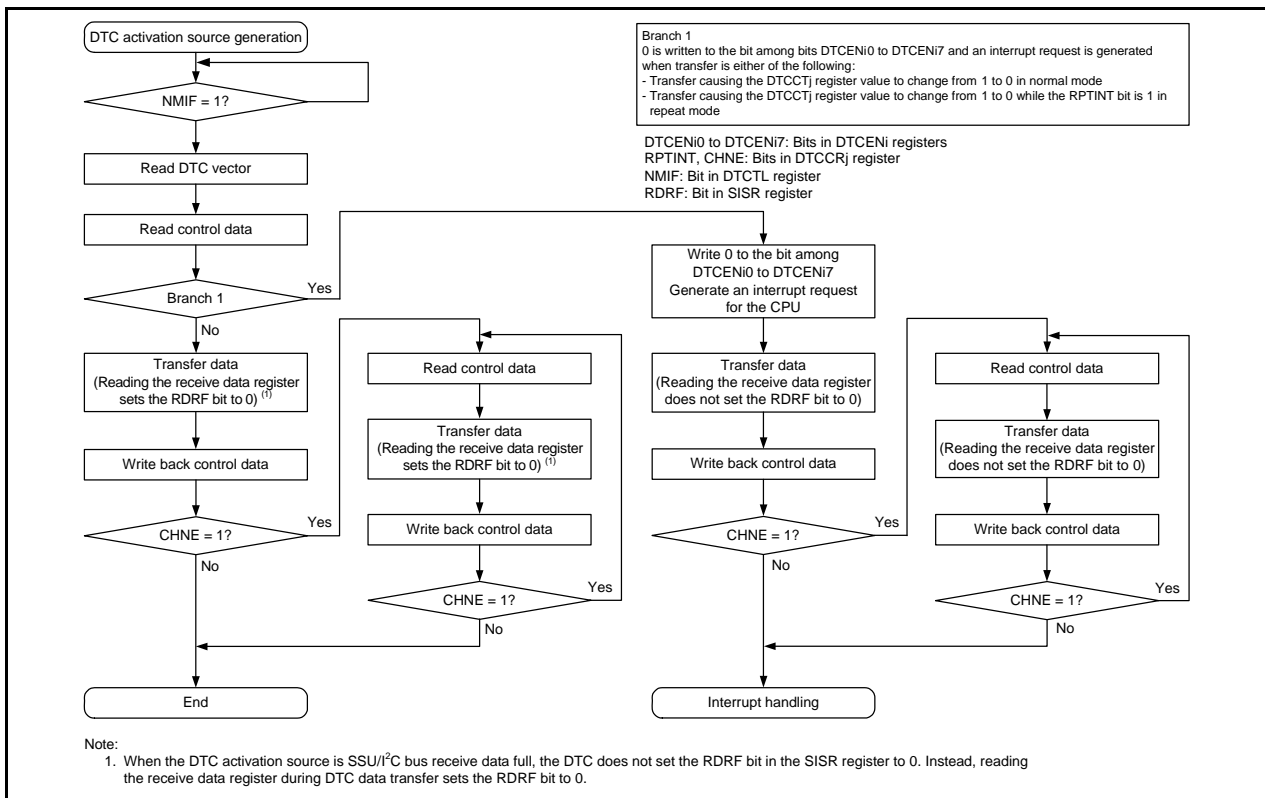 DTC activation source generation
NMIF = 1?
Read DTC vector
Read control data
Branch 1
Yes
No
Transfer data
(Reading the receive data register
sets the RDRF bit to 0) (1)
Write back control data
CHNE = 1?
Yes
No
End
Read control data
Transfer data
(Reading the receive data register
sets the RDRF bit to 0) (1)
Write back control data
CHNE = 1?
Yes
No
Branch 1
0 is written to the bit among bits DTCENi0 to DTCENi7 and an interrupt request is generated
when transfer is either of the following:
- Transfer causing the DTCCTj register value to change from 1 to 0 in normal mode
- Transfer causing the DTCCTj register value to change from 1 to 0 while the RPTINT bit is 1 in
repeat mode
DTCENi0 to DTCENi7: Bits in DTCENi registers
RPTINT, CHNE: Bits in DTCCRj register
NMIF: Bit in DTCTL register
RDRF: Bit in SISR register
Write 0 to the bit among
DTCENi0 to DTCENi7
Generate an interrupt request
for the CPU
Transfer data
(Reading the receive data register
does not set the RDRF bit to 0)
Write back control data
CHNE = 1?
Yes
No
Interrupt handling
Read control data
Transfer data
(Reading the receive data register
does not set the RDRF bit to 0)
Write back control data
CHNE = 1?
Yes
No
Note:
1. When the DTC activation source is SSU/I²C bus receive data full, the DTC does not set the RDRF bit in the SISR register to 0. Instead, reading
the receive data register during DTC data transfer sets the RDRF bit to 0.